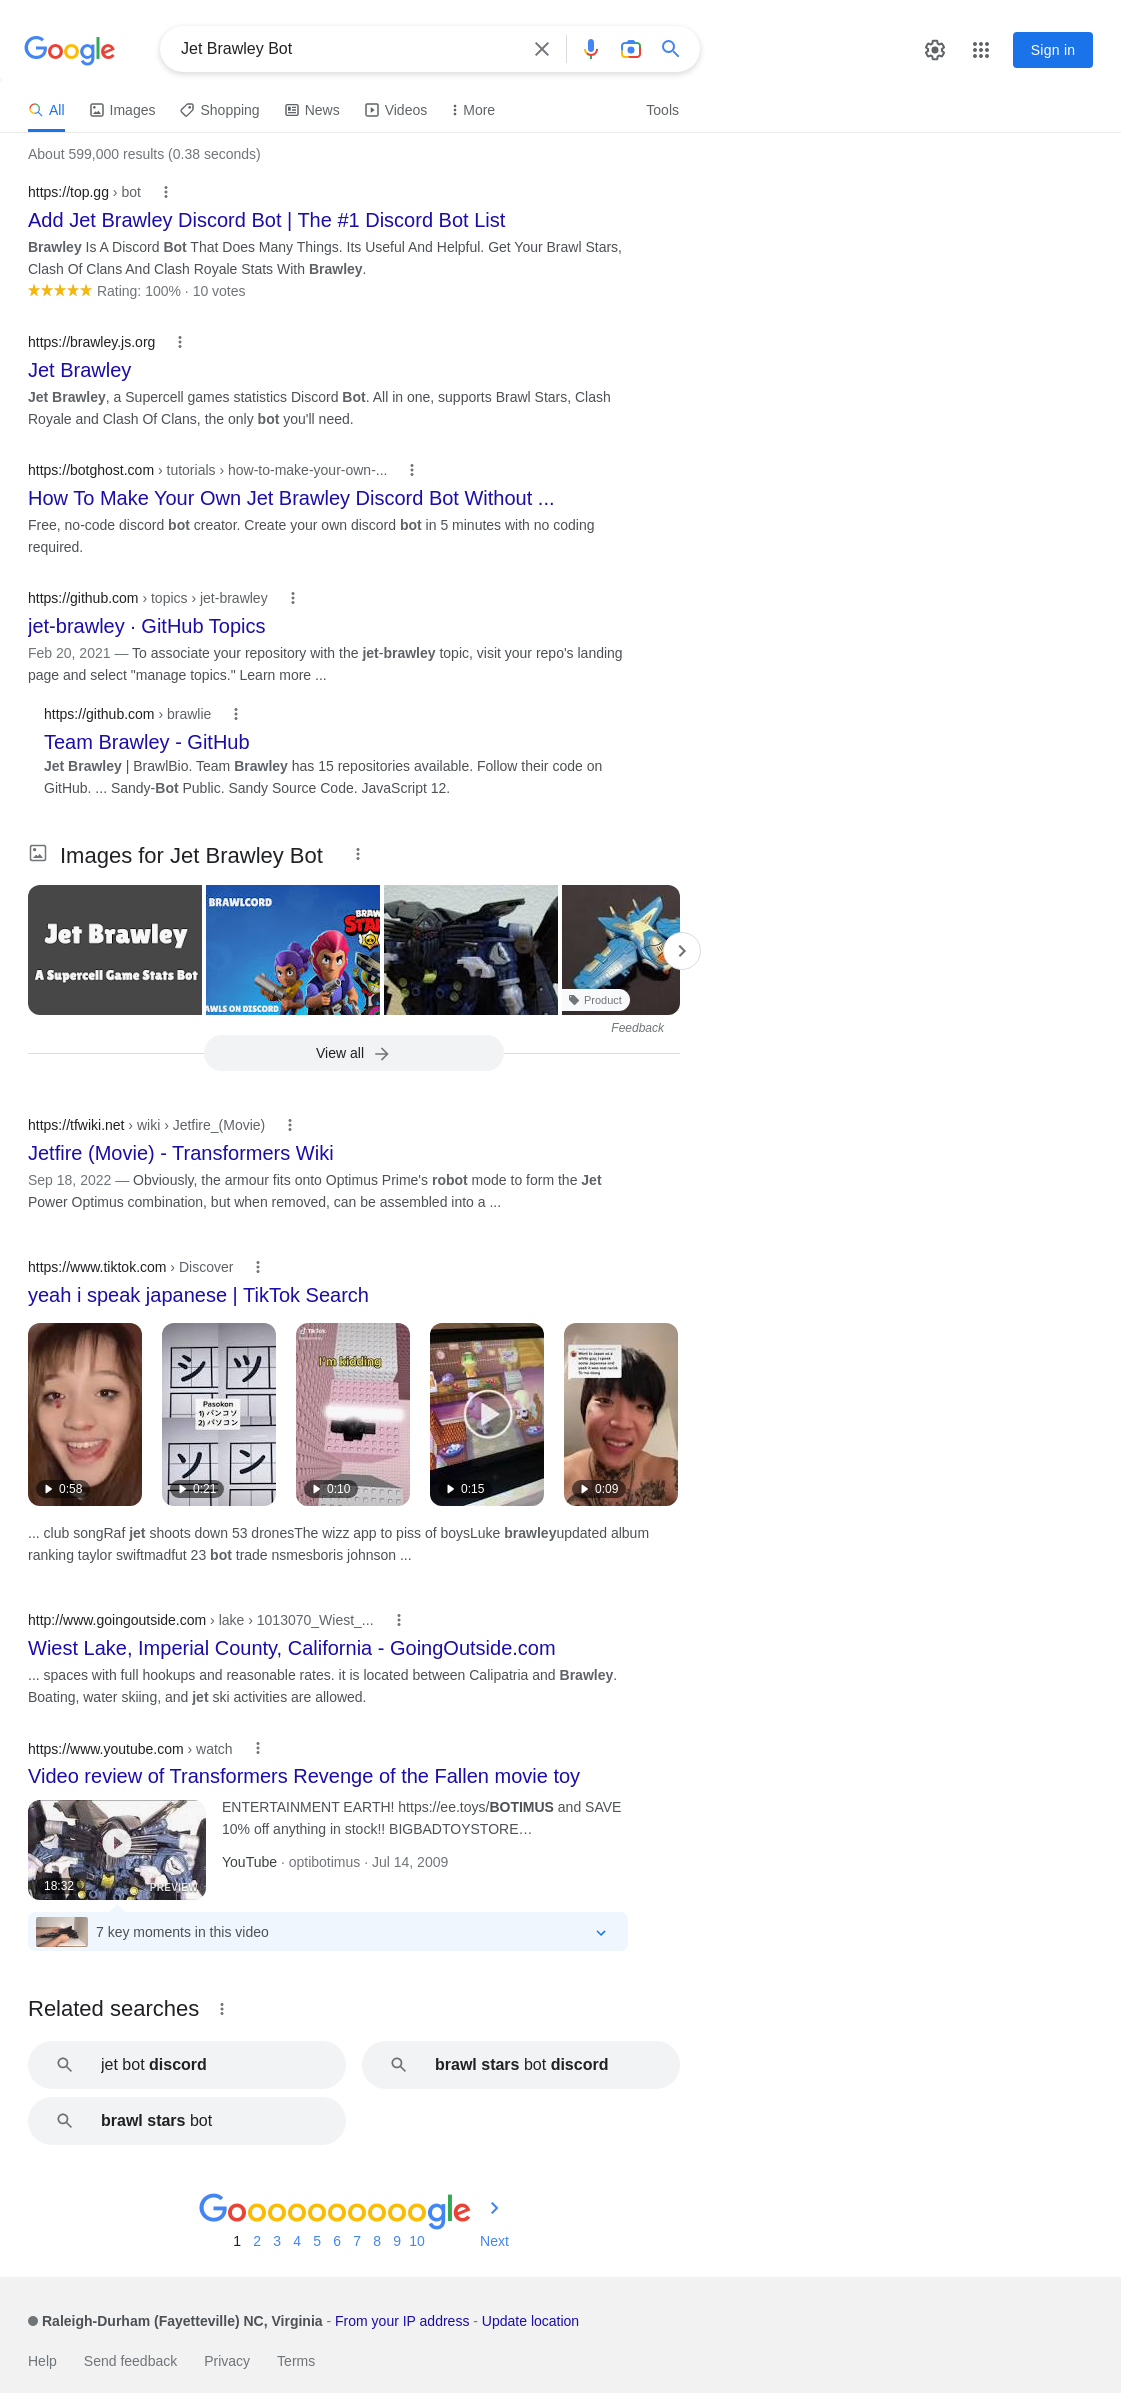 Google
Jet Brawley Bot
Sign in
All
Images
Shopping
News
Videos
More
Tools
About 599,000 results (0.38 seconds)
https://top.gg › bot
Add Jet Brawley Discord Bot | The #1 Discord Bot List
Brawley Is A Discord Bot That Does Many Things. Its Useful And Helpful. Get Your Brawl Stars,
Clash Of Clans And Clash Royale Stats With Brawley.
Rating: 100% · 10 votes
https://brawley.js.org
Jet Brawley
Jet Brawley, a Supercell games statistics Discord Bot. All in one, supports Brawl Stars, Clash
Royale and Clash Of Clans, the only bot you'll need.
https://botghost.com › tutorials › how-to-make-your-own-...
How To Make Your Own Jet Brawley Discord Bot Without ...
Free, no-code discord bot creator. Create your own discord bot in 5 minutes with no coding
required.
https://github.com › topics › jet-brawley
jet-brawley · GitHub Topics
Feb 20, 2021 — To associate your repository with the jet-brawley topic, visit your repo's landing
page and select "manage topics." Learn more ...
https://github.com › brawlie
Team Brawley - GitHub
Jet Brawley | BrawlBio. Team Brawley has 15 repositories available. Follow their code on
GitHub. ... Sandy-Bot Public. Sandy Source Code. JavaScript 12.
Images for Jet Brawley Bot
Jet Brawley
A Supercell Game Stats Bot
BRAWLCORD
BRAW
STA
AWLS ON DISCORD
Product
Feedback
View all
https://tfwiki.net › wiki › Jetfire_(Movie)
Jetfire (Movie) - Transformers Wiki
Sep 18, 2022 — Obviously, the armour fits onto Optimus Prime's robot mode to form the Jet
Power Optimus combination, but when removed, can be assembled into a ...
https://www.tiktok.com › Discover
yeah i speak japanese | TikTok Search
0:58
シ ツ
Pasokon
1) パンコソ
2) パソコン
ソ ン
0:21
TikTok
I'm kidding
0:10
0:15
0:09
... club songRaf jet shoots down 53 dronesThe wizz app to piss of boysLuke brawleyupdated album
ranking taylor swiftmadfut 23 bot trade nsmesboris johnson ...
http://www.goingoutside.com › lake › 1013070_Wiest_...
Wiest Lake, Imperial County, California - GoingOutside.com
... spaces with full hookups and reasonable rates. it is located between Calipatria and Brawley.
Boating, water skiing, and jet ski activities are allowed.
https://www.youtube.com › watch
Video review of Transformers Revenge of the Fallen movie toy
18:32
PREVIEW
ENTERTAINMENT EARTH! https://ee.toys/BOTIMUS and SAVE
10% off anything in stock!! BIGBADTOYSTORE…
YouTube · optibotimus · Jul 14, 2009
7 key moments in this video
Related searches
jet bot discord
brawl stars bot discord
brawl stars bot
Goooooooooogle
1 2 3 4 5 6 7 8 9 10 Next
Raleigh-Durham (Fayetteville) NC, Virginia - From your IP address - Update location
Help
Send feedback
Privacy
Terms